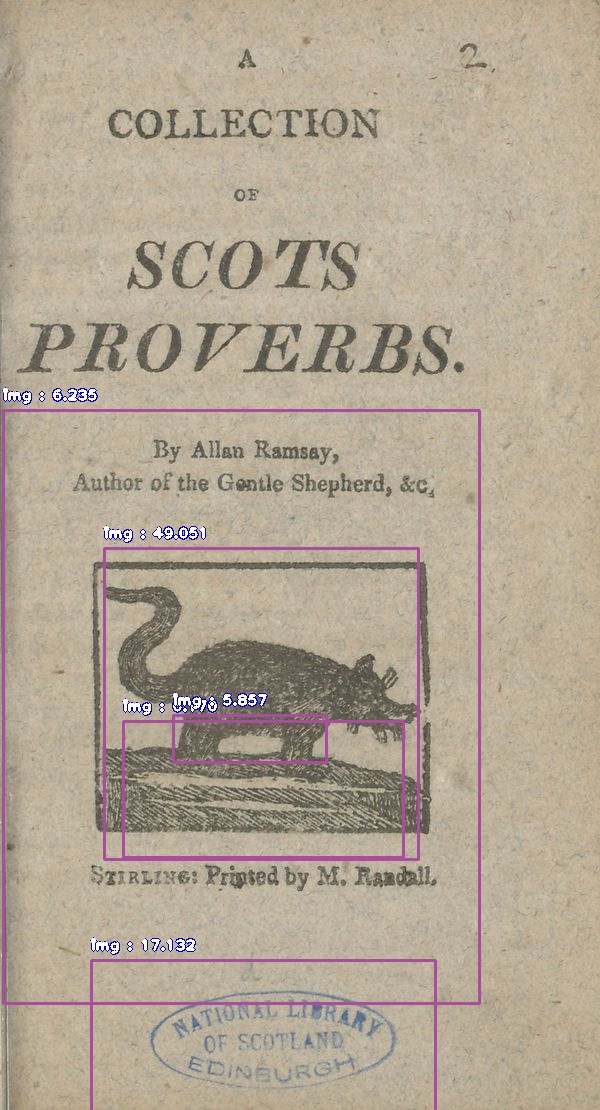 A
2
COLLECTION
OF
SCOTS
PROVERBS.
Img : 6.235
By Allan Ramsay,
Author of the Gentle Shepherd, &c.
Img : 49.051
Img : 5.857
Img :
STIRLING: Printed by M. Randall.
Img : 17.132
NATIONAL LIBRARY
OF SCOTLAND
EDINBURGH